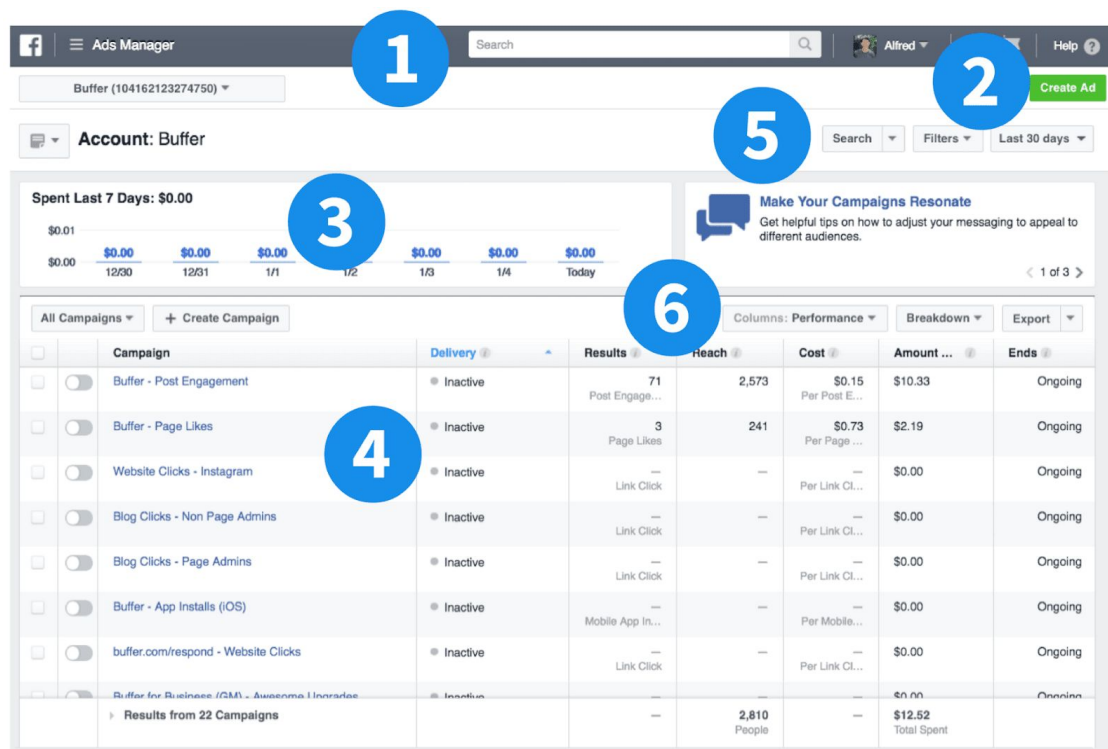 f Ads Manager 1 Search Alfred Help ?
Buffer (104162123274750) 2 Create Ad
Account: Buffer 5 Search Filters Last 30 days
Spent Last 7 Days: $0.00
3
$0.01
$0.00 $0.00 $0.00 $0.00 $0.00 $0.00 $0.00
12/30 12/31 1/1 1/2 1/3 1/4 Today
Make Your Campaigns Resonate
Get helpful tips on how to adjust your messaging to appeal to
different audiences.
1 of 3
All Campaigns + Create Campaign 6 Columns: Performance Breakdown Export
Campaign Delivery Results Reach Cost Amount ... Ends
Buffer - Post Engagement Inactive 71 2,573 $0.15 $10.33 Ongoing
Post Engage... Per Post E...
Buffer - Page Likes Inactive 3 241 $0.73 $2.19 Ongoing
Page Likes Per Page ...
4
Website Clicks - Instagram Inactive — — — $0.00 Ongoing
Link Click Per Link Cl...
Blog Clicks - Non Page Admins Inactive — — — $0.00 Ongoing
Link Click Per Link Cl...
Blog Clicks - Page Admins Inactive — — — $0.00 Ongoing
Link Click Per Link Cl...
Buffer - App Installs (iOS) Inactive — — — $0.00 Ongoing
Mobile App In... Per Mobile...
buffer.com/respond - Website Clicks Inactive — — — $0.00 Ongoing
Link Click Per Link Cl...
Buffer for Business (GM) - Awesome Upgrades Inactive — — — $0.00 Ongoing
Results from 22 Campaigns — 2,810 — $12.52
People Total Spent